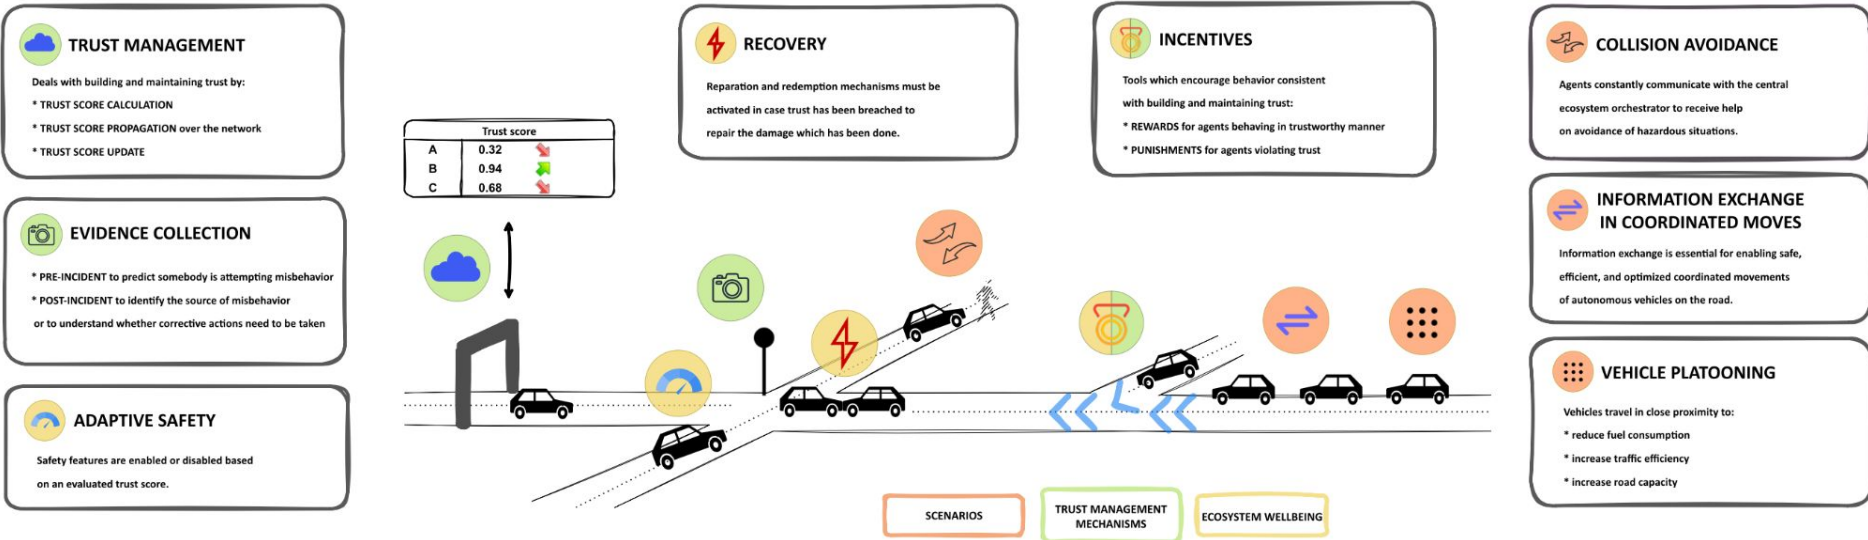 TRUST MANAGEMENT
Deals with building and maintaining trust by:
* TRUST SCORE CALCULATION
* TRUST SCORE PROPAGATION over the network
* TRUST SCORE UPDATE
EVIDENCE COLLECTION
* PRE-INCIDENT to predict somebody is attempting misbehavior
* POST-INCIDENT to identify the source of misbehavior
or to understand whether corrective actions need to be taken
ADAPTIVE SAFETY
Safety features are enabled or disabled based
on an evaluated trust score.
Trust score
A 0.32
B 0.94
C 0.68
RECOVERY
Reparation and redemption mechanisms must be
activated in case trust has been breached to
repair the damage which has been done.
INCENTIVES
Tools which encourage behavior consistent
with building and maintaining trust:
* REWARDS for agents behaving in trustworthy manner
* PUNISHMENTS for agents violating trust
COLLISION AVOIDANCE
Agents constantly communicate with the central
ecosystem orchestrator to receive help
on avoidance of hazardous situations.
INFORMATION EXCHANGE
IN COORDINATED MOVES
Information exchange is essential for enabling safe,
efficient, and optimized coordinated movements
of autonomous vehicles on the road.
VEHICLE PLATOONING
Vehicles travel in close proximity to:
* reduce fuel consumption
* increase traffic efficiency
* increase road capacity
SCENARIOS
TRUST MANAGEMENT
MECHANISMS
ECOSYSTEM WELLBEING